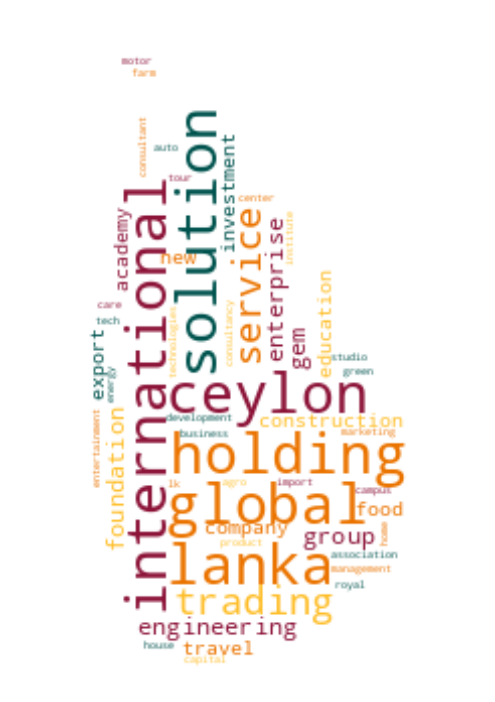 motor
farm
consultant
auto
solution
investment
tour
international
center
academy
service
enterprise
institute
new
education
care
tech
technologies
consultancy
gem
export
energy
studio
green
ceylon
entertainment
foundation
development
construction
business
marketing
holding
lk
agro
import
campus
global
food
company
group
home
product
association
lanka
management
royal
trading
engineering
house
travel
capital